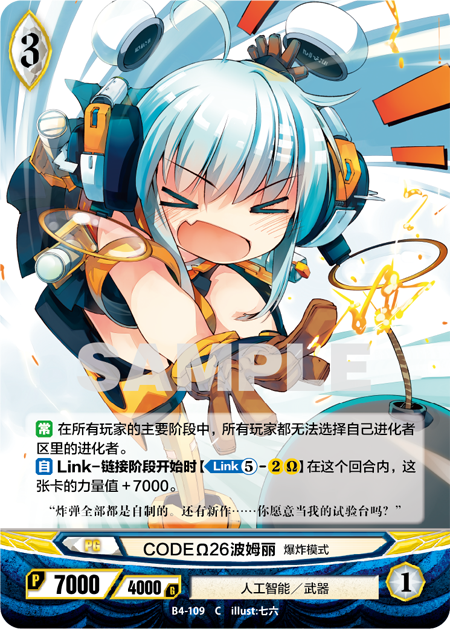 3
SAMPLE
常 在所有玩家的主要阶段中，所有玩家都无法选择自己进化者
区里的进化者。
自 Link-链接阶段开始时【Link 5 - 2 Ω】在这个回合内，这
张卡的力量值+7000。
“炸弹全部都是自制的。还有新作……你愿意当我的试验台吗？”
PG CODEΩ26波姆丽 爆炸模式
P 7000 / 4000 G 人工智能／武器 1
B4-109 C illust:七六